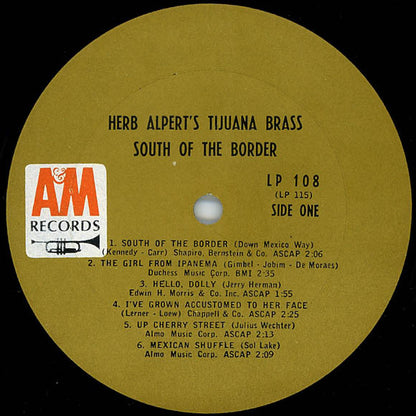 HERB ALPERT'S TIJUANA BRASS
SOUTH OF THE BORDER
LP 108
(LP 115)
SIDE ONE
A&M
RECORDS
1. SOUTH OF THE BORDER (Down Mexico Way)
(Kennedy - Carr) Shapiro, Bernstein & Co. ASCAP 2:06
2. THE GIRL FROM IPANEMA (Gimbel - Jobim - De Moraes)
Duchess Music Corp. BMI 2:35
3. HELLO, DOLLY (Jerry Herman)
Edwin H. Morris & Co. Inc. ASCAP 1:55
4. I'VE GROWN ACCUSTOMED TO HER FACE
(Lerner - Loew) Chappell & Co. ASCAP 2:25
5. UP CHERRY STREET (Julius Wechter)
Almo Music Corp. ASCAP 2:13
6. MEXICAN SHUFFLE (Sol Lake)
Almo Music Corp. ASCAP 2:09